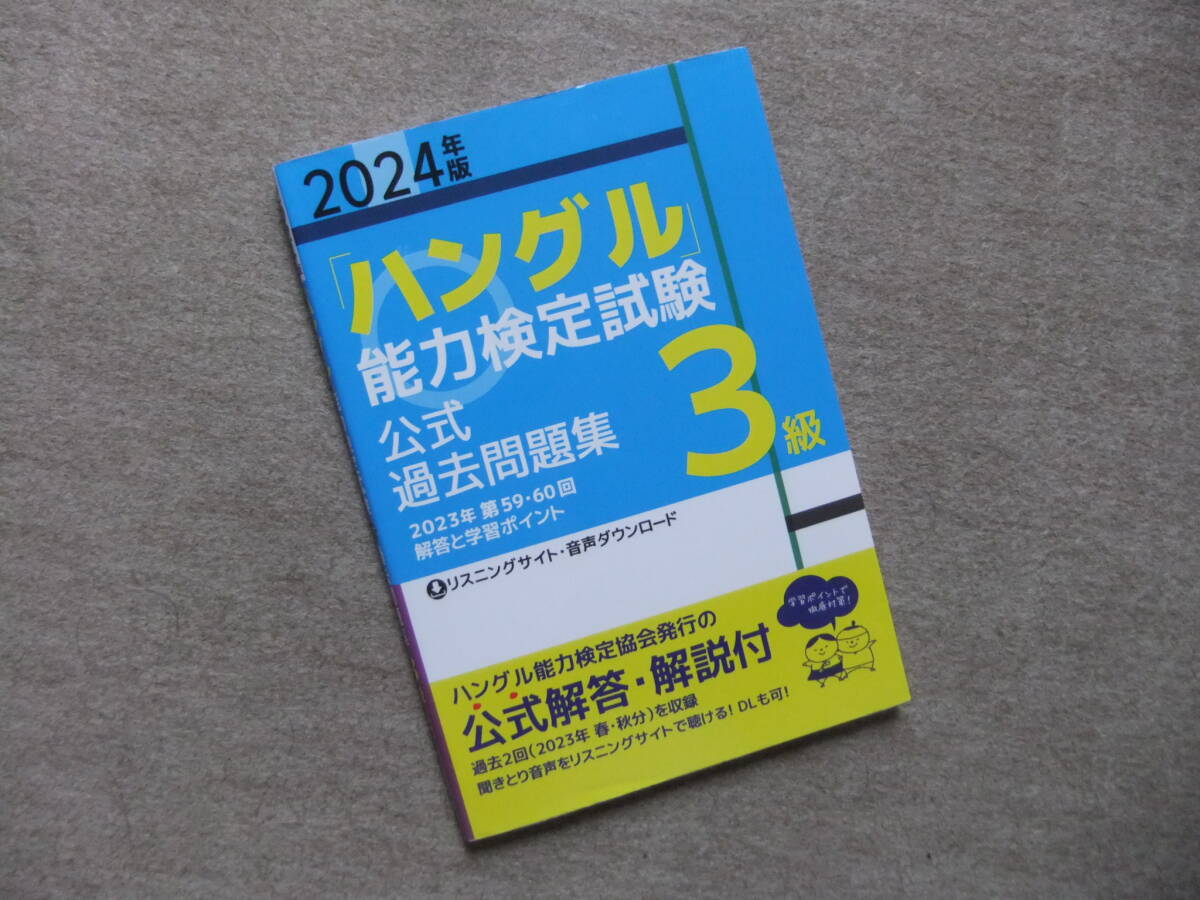 2024年版
「ハングル」
能力検定試験
3級
公式
過去問題集
2023年 第59・60回
解答と学習ポイント
リスニングサイト・音声ダウンロード
学習ポイントで
徹底対策!
ハングル能力検定協会発行の
公式解答・解説付
過去2回(2023年 春・秋分)を収録
聞きとり音声をリスニングサイトで聴ける! DLも可!